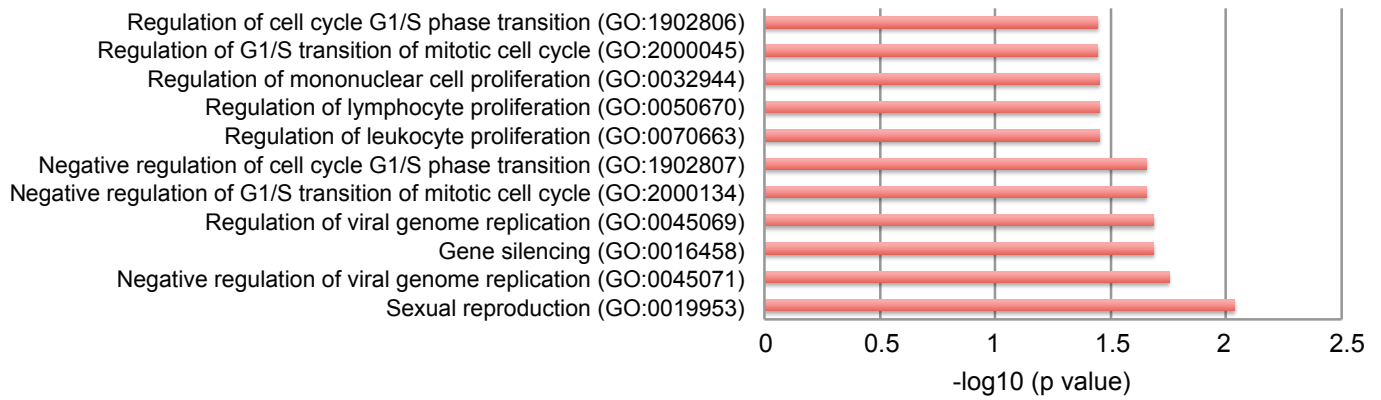 Regulation of cell cycle G1/S phase transition (GO:1902806)
Regulation of G1/S transition of mitotic cell cycle (GO:2000045)
Regulation of mononuclear cell proliferation (GO:0032944)
Regulation of lymphocyte proliferation (GO:0050670)
Regulation of leukocyte proliferation (GO:0070663)
Negative regulation of cell cycle G1/S phase transition (GO:1902807)
Negative regulation of G1/S transition of mitotic cell cycle (GO:2000134)
Regulation of viral genome replication (GO:0045069)
Gene silencing (GO:0016458)
Negative regulation of viral genome replication (GO:0045071)
Sexual reproduction (GO:0019953)
0 0.5 1 1.5 2 2.5
-log10 (p value)